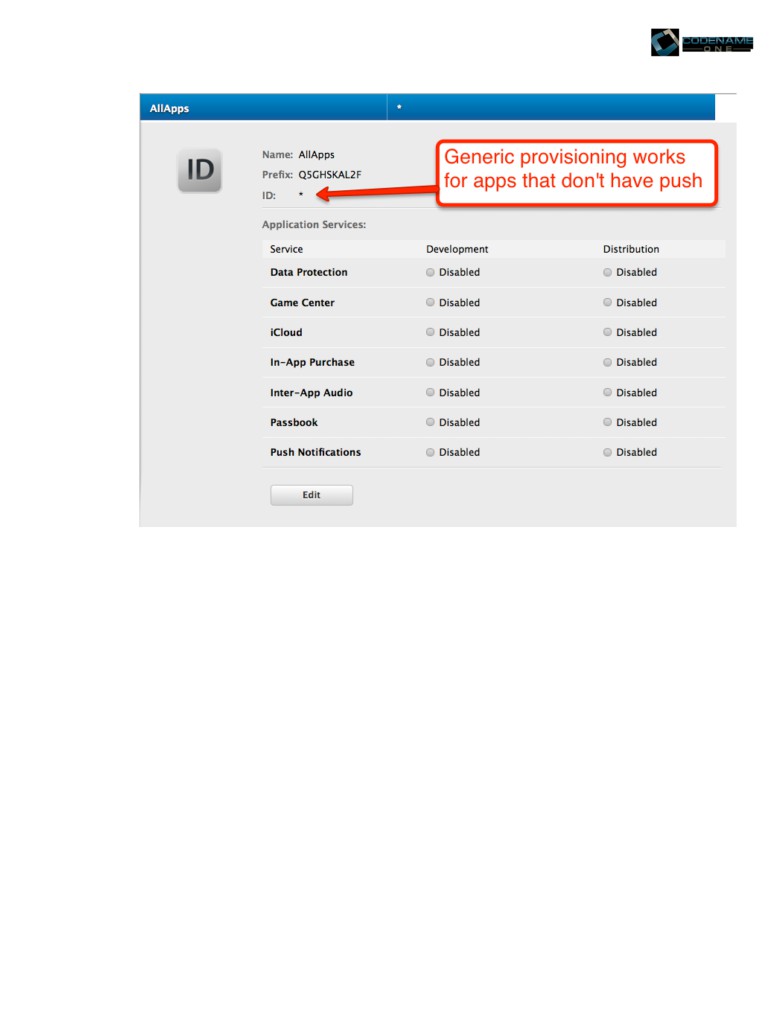 CODENAME
ONE
AllApps *
Generic provisioning works
for apps that don't have push
Name: AllApps
Prefix: Q5GHSKAL2F
ID: *
Application Services:
Service Development Distribution
Data Protection Disabled Disabled
Game Center Disabled Disabled
iCloud Disabled Disabled
In-App Purchase Disabled Disabled
Inter-App Audio Disabled Disabled
Passbook Disabled Disabled
Push Notifications Disabled Disabled
Edit
ID